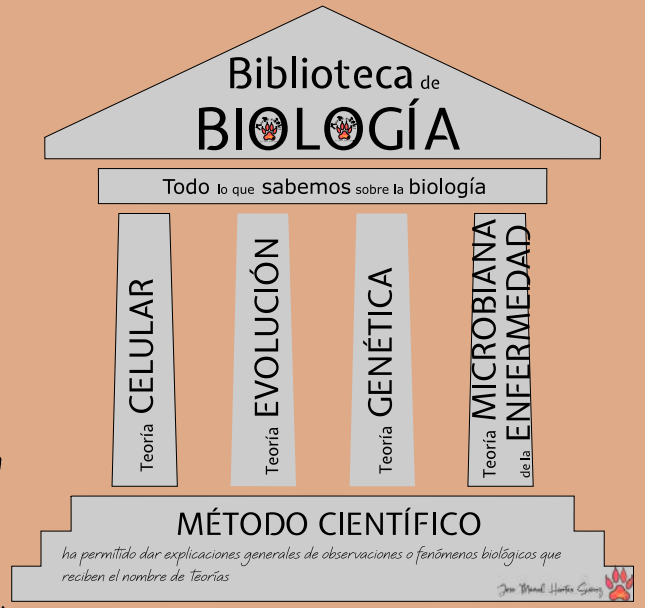 Biblioteca de
BIOLOGÍA
Todo lo que sabemos sobre la biología
Teoría CELULAR
Teoría EVOLUCIÓN
Teoría GENÉTICA
Teoría MICROBIANA
de la ENFERMEDAD
MÉTODO CIENTÍFICO
ha permitido dar explicaciones generales de observaciones o fenómenos biológicos que
reciben el nombre de Teorías
Jose Manuel